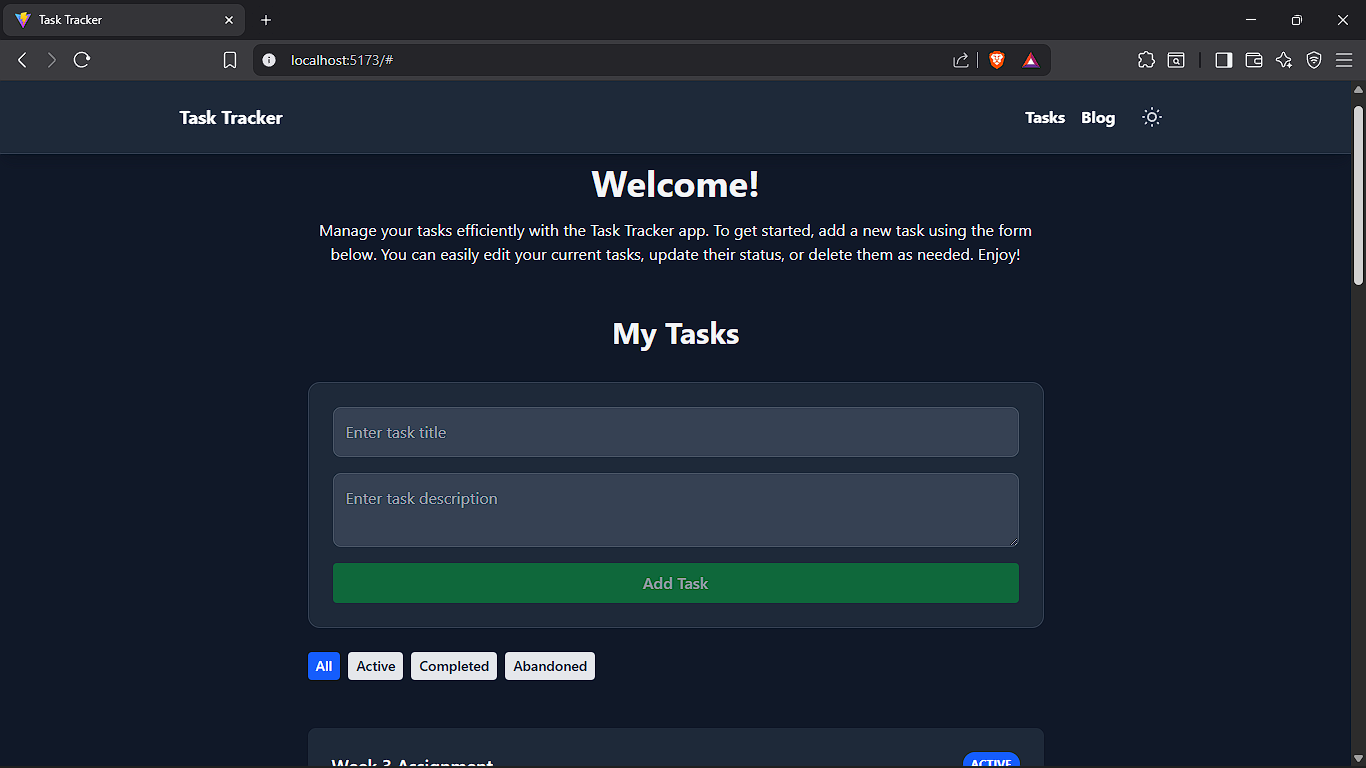 Task Tracker
localhost:5173/#
Task Tracker
Tasks Blog
Welcome!
Manage your tasks efficiently with the Task Tracker app. To get started, add a new task using the form
below. You can easily edit your current tasks, update their status, or delete them as needed. Enjoy!
My Tasks
Enter task title
Enter task description
Add Task
All Active Completed Abandoned
Week 3 Assignment ACTIVE